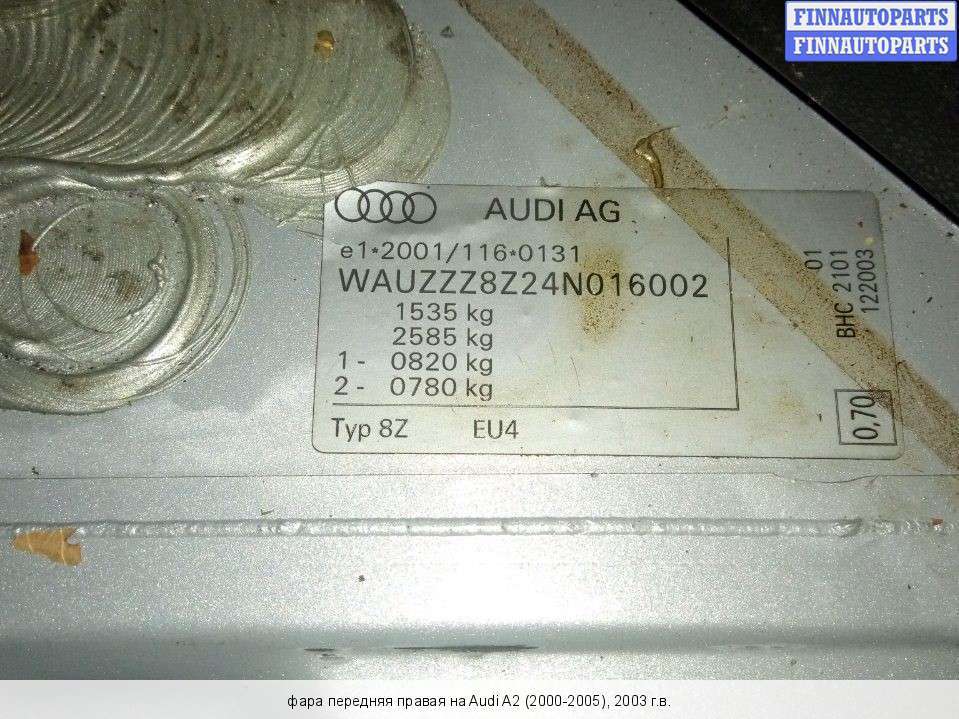 FINNAUTOPARTS
FINNAUTOPARTS
AUDI AG
e1*2001/116*0131
WAUZZZ8Z24N016002
1535 kg
2585 kg
1 - 0820 kg
2 - 0780 kg
Typ 8Z EU4
01
BHC 2101
122003
0,70
фара передняя правая на Audi A2 (2000-2005), 2003 г.в.